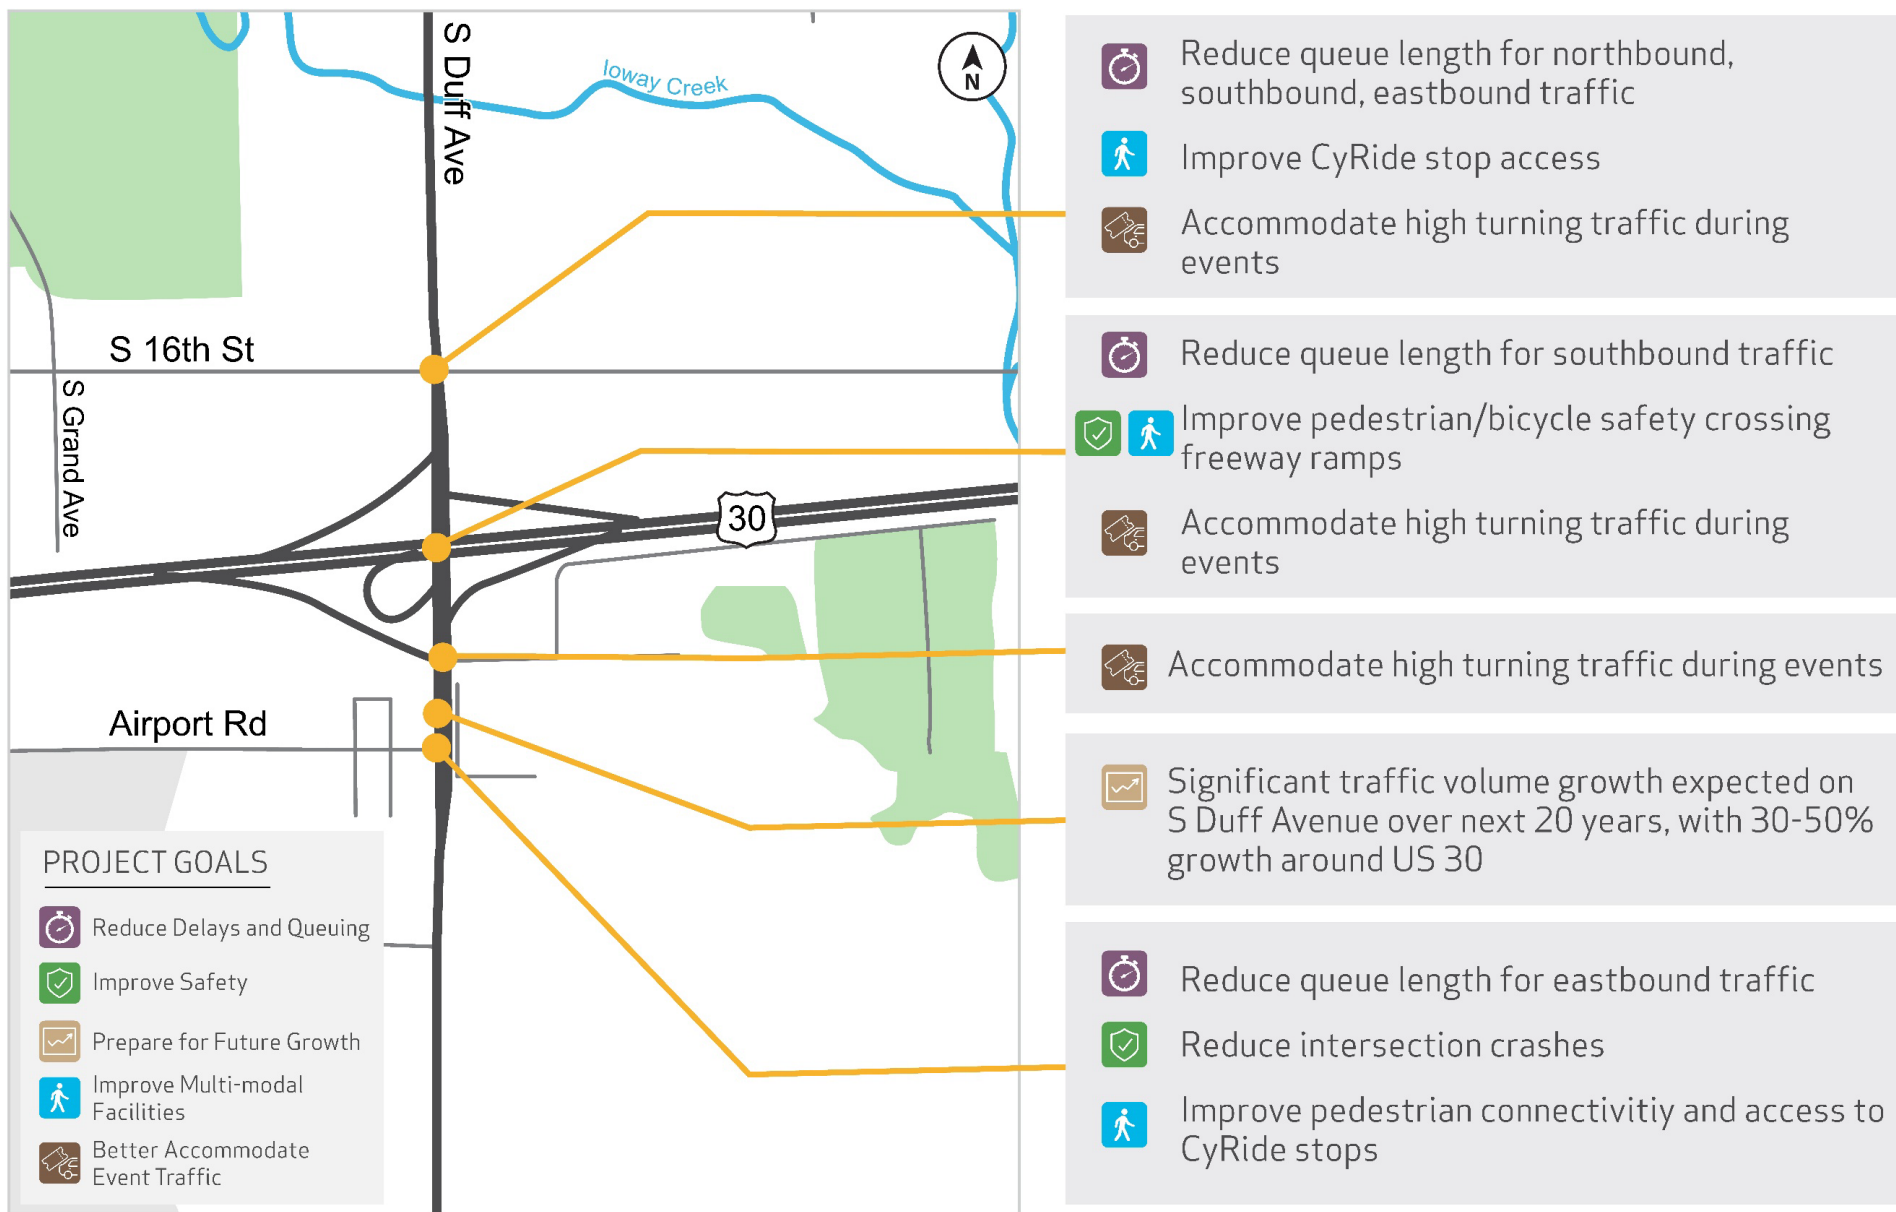 S Duff Ave
Ioway Creek
N
S 16th St
S Grand Ave
30
Airport Rd
PROJECT GOALS
Reduce Delays and Queuing
Improve Safety
Prepare for Future Growth
Improve Multi-modal
Facilities
Better Accommodate
Event Traffic
Reduce queue length for northbound,
southbound, eastbound traffic
Improve CyRide stop access
Accommodate high turning traffic during
events
Reduce queue length for southbound traffic
Improve pedestrian/bicycle safety crossing
freeway ramps
Accommodate high turning traffic during
events
Accommodate high turning traffic during events
Significant traffic volume growth expected on
S Duff Avenue over next 20 years, with 30-50%
growth around US 30
Reduce queue length for eastbound traffic
Reduce intersection crashes
Improve pedestrian connectivitiy and access to
CyRide stops